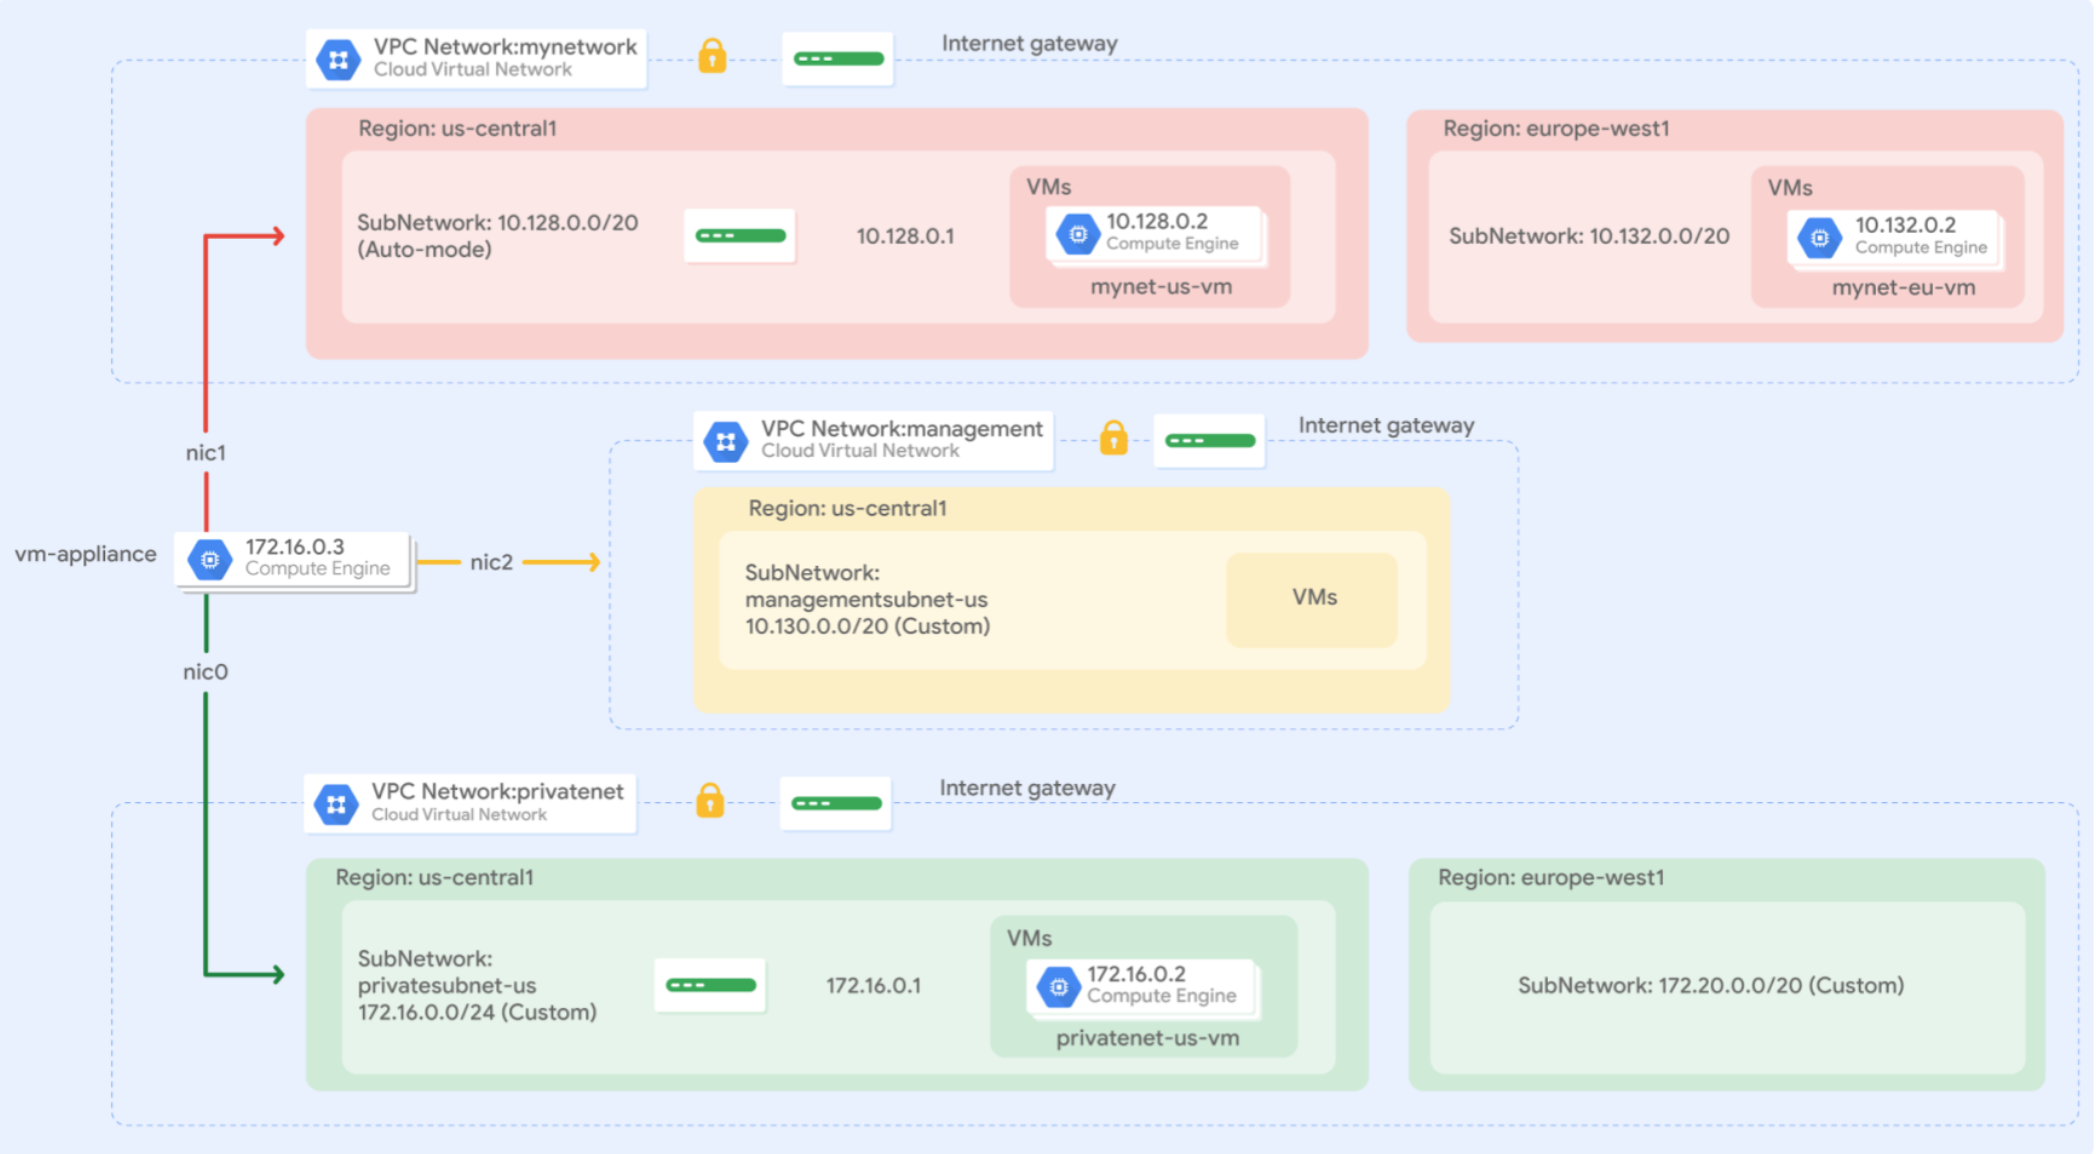 VPC Network:mynetwork
Cloud Virtual Network
Internet gateway
Region: us-central1
SubNetwork: 10.128.0.0/20
(Auto-mode)
10.128.0.1
VMs
10.128.0.2
Compute Engine
mynet-us-vm
Region: europe-west1
SubNetwork: 10.132.0.0/20
VMs
10.132.0.2
Compute Engine
mynet-eu-vm
nic1
vm-appliance
172.16.0.3
Compute Engine
nic2
nic0
VPC Network:management
Cloud Virtual Network
Internet gateway
Region: us-central1
SubNetwork:
managementsubnet-us
10.130.0.0/20 (Custom)
VMs
VPC Network:privatenet
Cloud Virtual Network
Internet gateway
Region: us-central1
SubNetwork:
privatesubnet-us
172.16.0.0/24 (Custom)
172.16.0.1
VMs
172.16.0.2
Compute Engine
privatenet-us-vm
Region: europe-west1
SubNetwork: 172.20.0.0/20 (Custom)